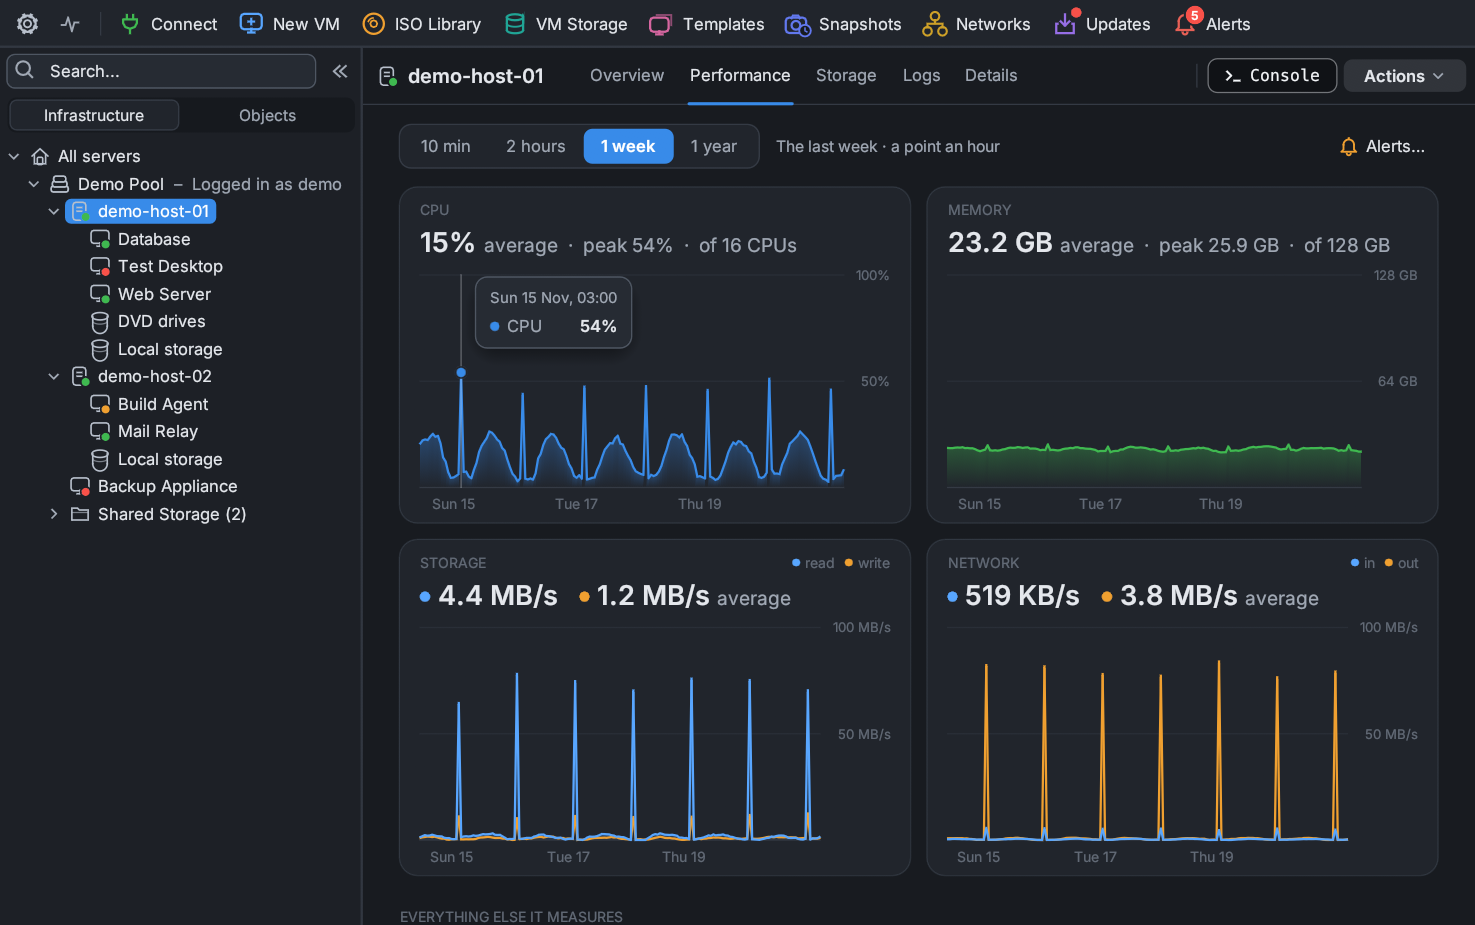 Connect
New VM
ISO Library
VM Storage
Templates
Snapshots
Networks
Updates
5
Alerts
Search...
Infrastructure
Objects
All servers
Demo Pool – Logged in as demo
demo-host-01
Database
Test Desktop
Web Server
DVD drives
Local storage
demo-host-02
Build Agent
Mail Relay
Local storage
Backup Appliance
Shared Storage (2)
demo-host-01
Overview
Performance
Storage
Logs
Details
Console
Actions
10 min
2 hours
1 week
1 year
The last week · a point an hour
Alerts...
CPU
15% average · peak 54% · of 16 CPUs
100%
Sun 15 Nov, 03:00
CPU 54%
50%
Sun 15
Tue 17
Thu 19
MEMORY
23.2 GB average · peak 25.9 GB · of 128 GB
128 GB
64 GB
Sun 15
Tue 17
Thu 19
STORAGE
read
write
4.4 MB/s 1.2 MB/s average
100 MB/s
50 MB/s
Sun 15
Tue 17
Thu 19
NETWORK
in
out
519 KB/s 3.8 MB/s average
100 MB/s
50 MB/s
Sun 15
Tue 17
Thu 19
EVERYTHING ELSE IT MEASURES